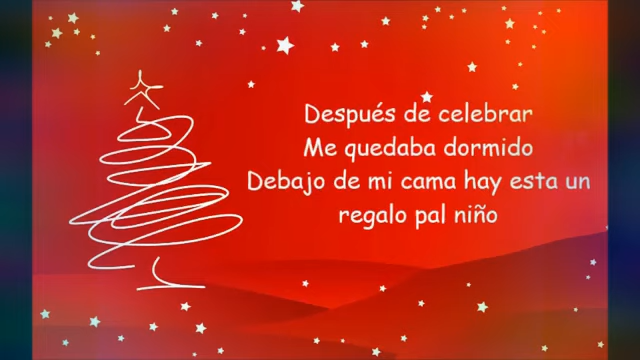 Después de celebrar
Me quedaba dormido
Debajo de mi cama hay esta un
regalo pal niño